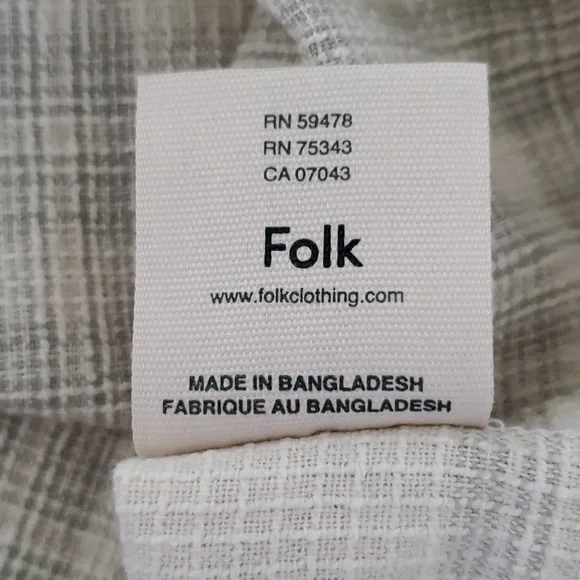 RN 59478
RN 75343
CA 07043
Folk
www.folkclothing.com
MADE IN BANGLADESH
FABRIQUE AU BANGLADESH